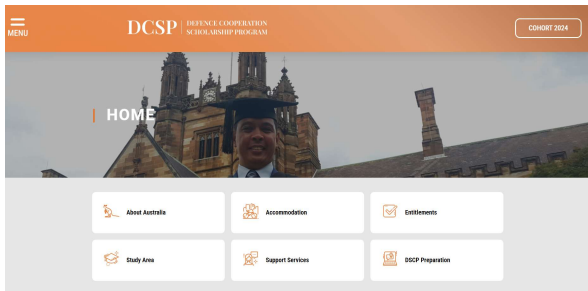 MENU
DCSP
DEFENCE COOPERATION
SCHOLARSHIP PROGRAM
COHORT 2024
HOME
About Australia
Accommodation
Entitlements
Study Area
Support Services
DSCP Preparation